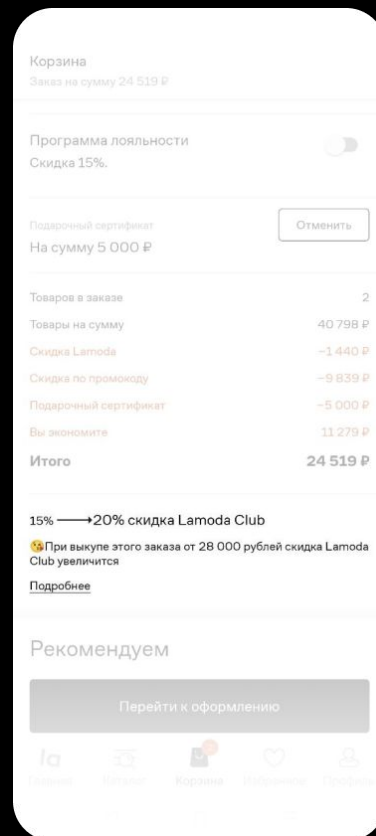 Корзина
Заказ на сумму 24 519 ₽
Программа лояльности
Скидка 15%.
Подарочный сертификат
На сумму 5 000 ₽
Отменить
Товаров в заказе 2
Товары на сумму 40 798 ₽
Скидка Lamoda −1 440 ₽
Скидка по промокоду −9 839 ₽
Подарочный сертификат −5 000 ₽
Вы экономите 11 279 ₽
Итого 24 519 ₽
15% ⟶20% скидка Lamoda Club
😘При выкупе этого заказа от 28 000 рублей скидка Lamoda
Club увеличится
Подробнее
Рекомендуем
Перейти к оформлению
la
Каталог Корзина Избранное Профиль